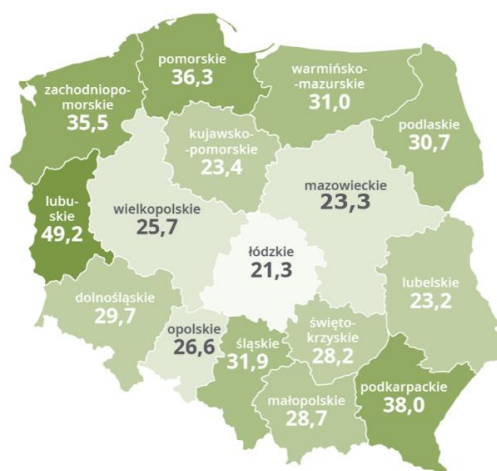 pomorskie
36,3
zachodniopo-
morskie
35,5
warmińsko-
-mazurskie
31,0
podlaskie
30,7
kujawsko-
-pomorskie
23,4
mazowieckie
23,3
lubu-
skie
49,2
wielkopolskie
25,7
łódzkie
21,3
lubelskie
23,2
dolnośląskie
29,7
opolskie
26,6
śląskie
31,9
święto-
krzyskie
28,2
małopolskie
28,7
podkarpackie
38,0